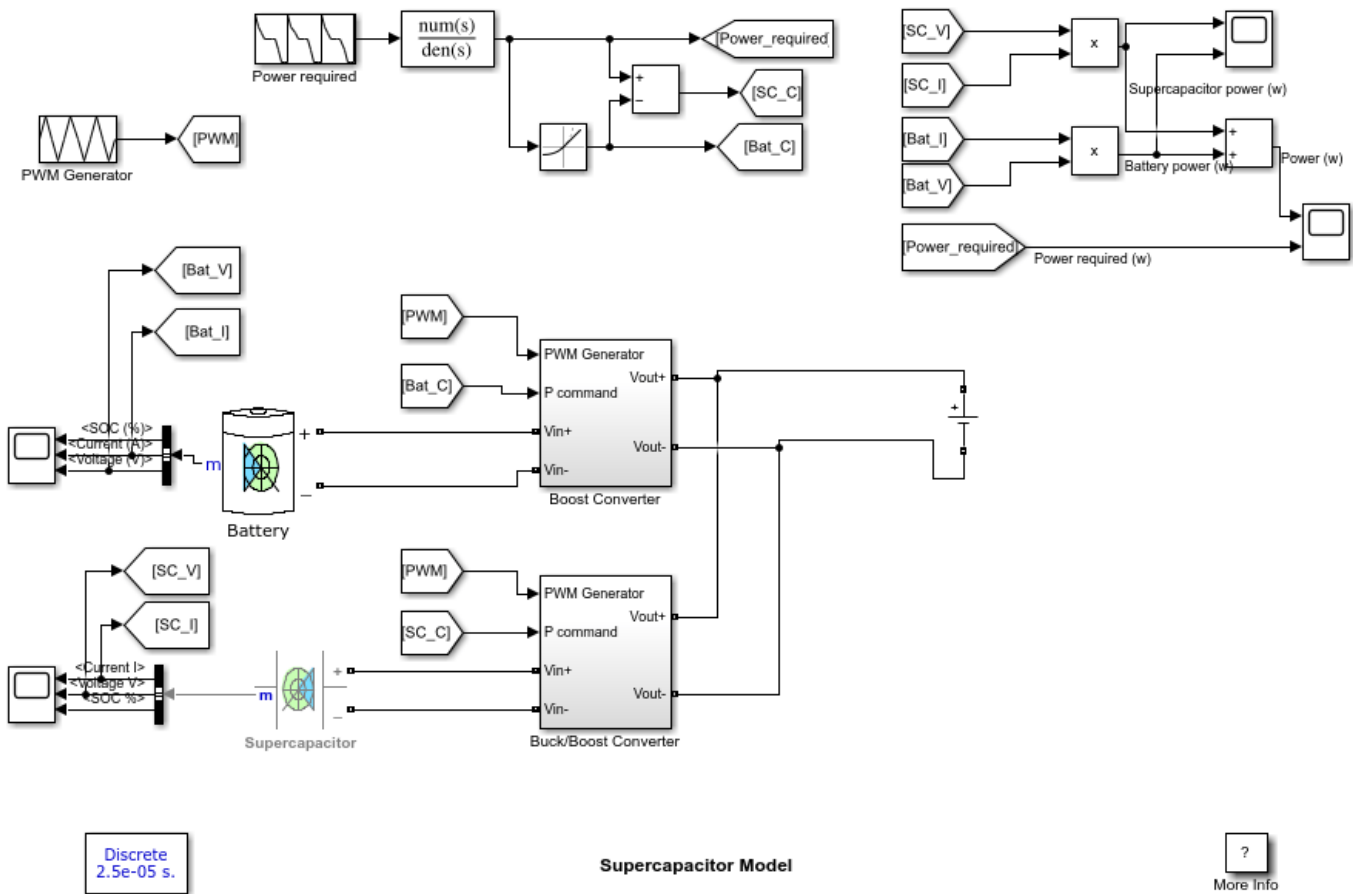 num(s)
den(s)
Power required
[Power_required]
+
−
[SC_C]
[Bat_C]
[PWM]
PWM Generator
[SC_V]
x
[SC_I]
Supercapacitor power (w)
[Bat_I]
x
[Bat_V]
Battery power (w)
+
+
Power (w)
[Power_required]
Power required (w)
[Bat_V]
[Bat_I]
<SOC (%)>
<Current (A)>
<Voltage (V)>
m
+
_
Battery
[PWM]
[Bat_C]
PWM Generator
P command
Vin+
Vin-
Vout+
Vout-
Boost Converter
+
[SC_V]
[SC_I]
<Current I>
<Voltage V>
<SOC %>
m
+
_
Supercapacitor
[PWM]
[SC_C]
PWM Generator
P command
Vin+
Vin-
Vout+
Vout-
Buck/Boost Converter
Discrete
2.5e-05 s.
Supercapacitor Model
?
More Info